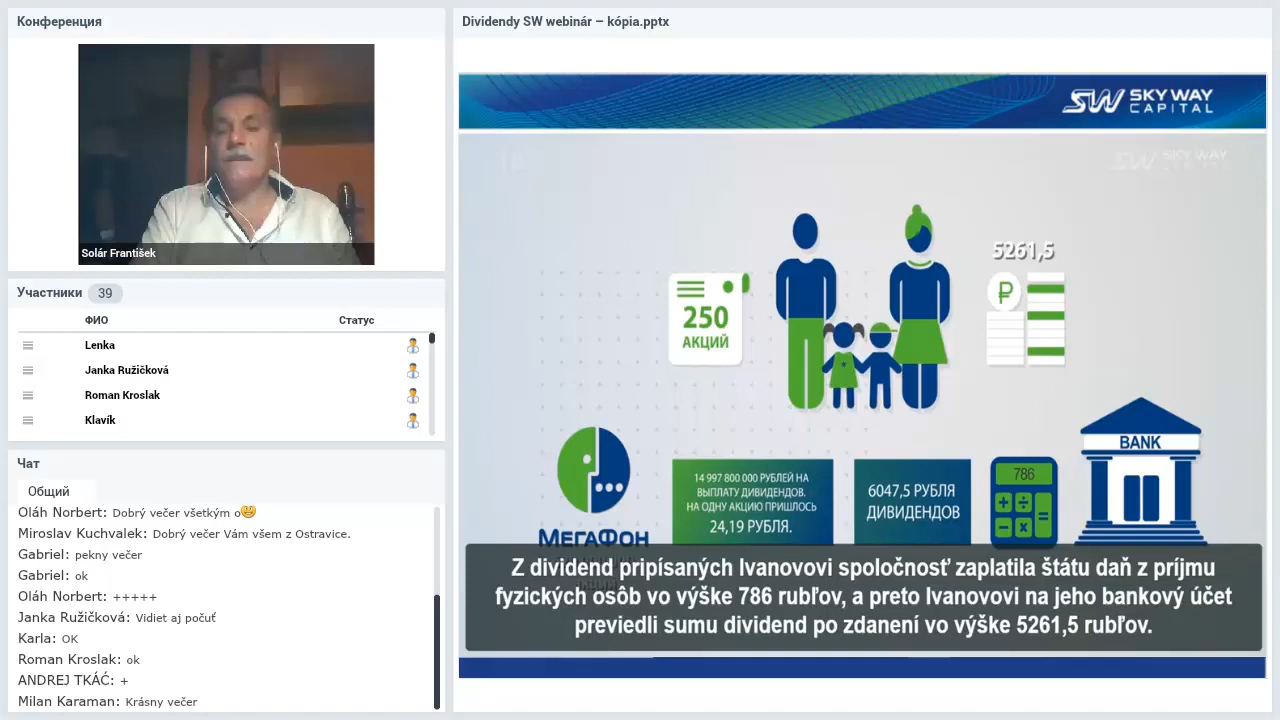 Конференция
Solár František
Участники 39
ФИО Статус
Lenka
Janka Ružičková
Roman Kroslak
Klavík
Чат
Общий
Oláh Norbert: Dobrý večer všetkým o
Miroslav Kuchvalek: Dobrý večer Vám všem z Ostravice.
Gabriel: pekny večer
Gabriel: ok
Oláh Norbert: +++++
Janka Ružičková: Vidiet aj počuť
Karla: OK
Roman Kroslak: ok
ANDREJ TKÁČ: +
Milan Karaman: Krásny večer
Dividendy SW webinár – kópia.pptx
SW SKY WAY
CAPITAL
SW SKY WAY
CAPITAL
5261,5
₽
250
АКЦИЙ
МЕГАФОН
14 997 800 000 РУБЛЕЙ НА
ВЫПЛАТУ ДИВИДЕНДОВ.
НА ОДНУ АКЦИЮ ПРИШЛОСЬ
24,19 РУБЛЯ.
6047,5 РУБЛЯ
ДИВИДЕНДОВ
786
BANK
Z dividend pripísaných Ivanovovi spoločnosť zaplatila štátu daň z príjmu
fyzických osôb vo výške 786 rubľov, a preto Ivanovovi na jeho bankový účet
previedli sumu dividend po zdanení vo výške 5261,5 rubľov.